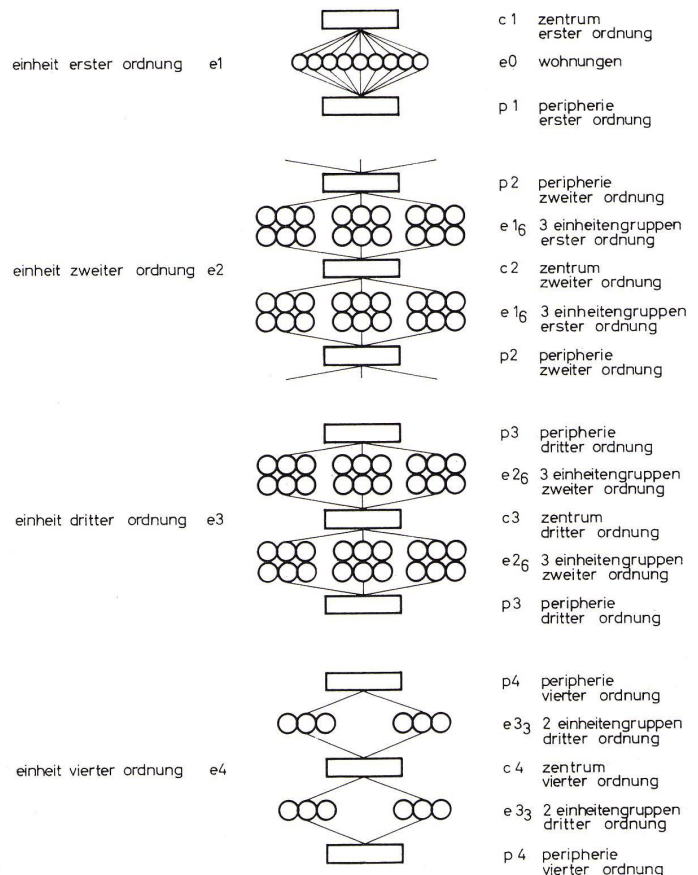 c 1 zentrum
erster ordnung
einheit erster ordnung e1
e0 wohnungen
p 1 peripherie
erster ordnung
p2 peripherie
zweiter ordnung
e 16 3 einheitengruppen
erster ordnung
einheit zweiter ordnung e2
c 2 zentrum
zweiter ordnung
e 16 3 einheitengruppen
erster ordnung
p2 peripherie
zweiter ordnung
p3 peripherie
dritter ordnung
e26 3 einheitengruppen
zweiter ordnung
einheit dritter ordnung e3
c3 zentrum
dritter ordnung
e26 3 einheitengruppen
zweiter ordnung
p3 peripherie
dritter ordnung
p4 peripherie
vierter ordnung
e33 2 einheitengruppen
dritter ordnung
einheit vierter ordnung e4
c 4 zentrum
vierter ordnung
e33 2 einheitengruppen
dritter ordnung
p 4 peripherie
vierter ordnung